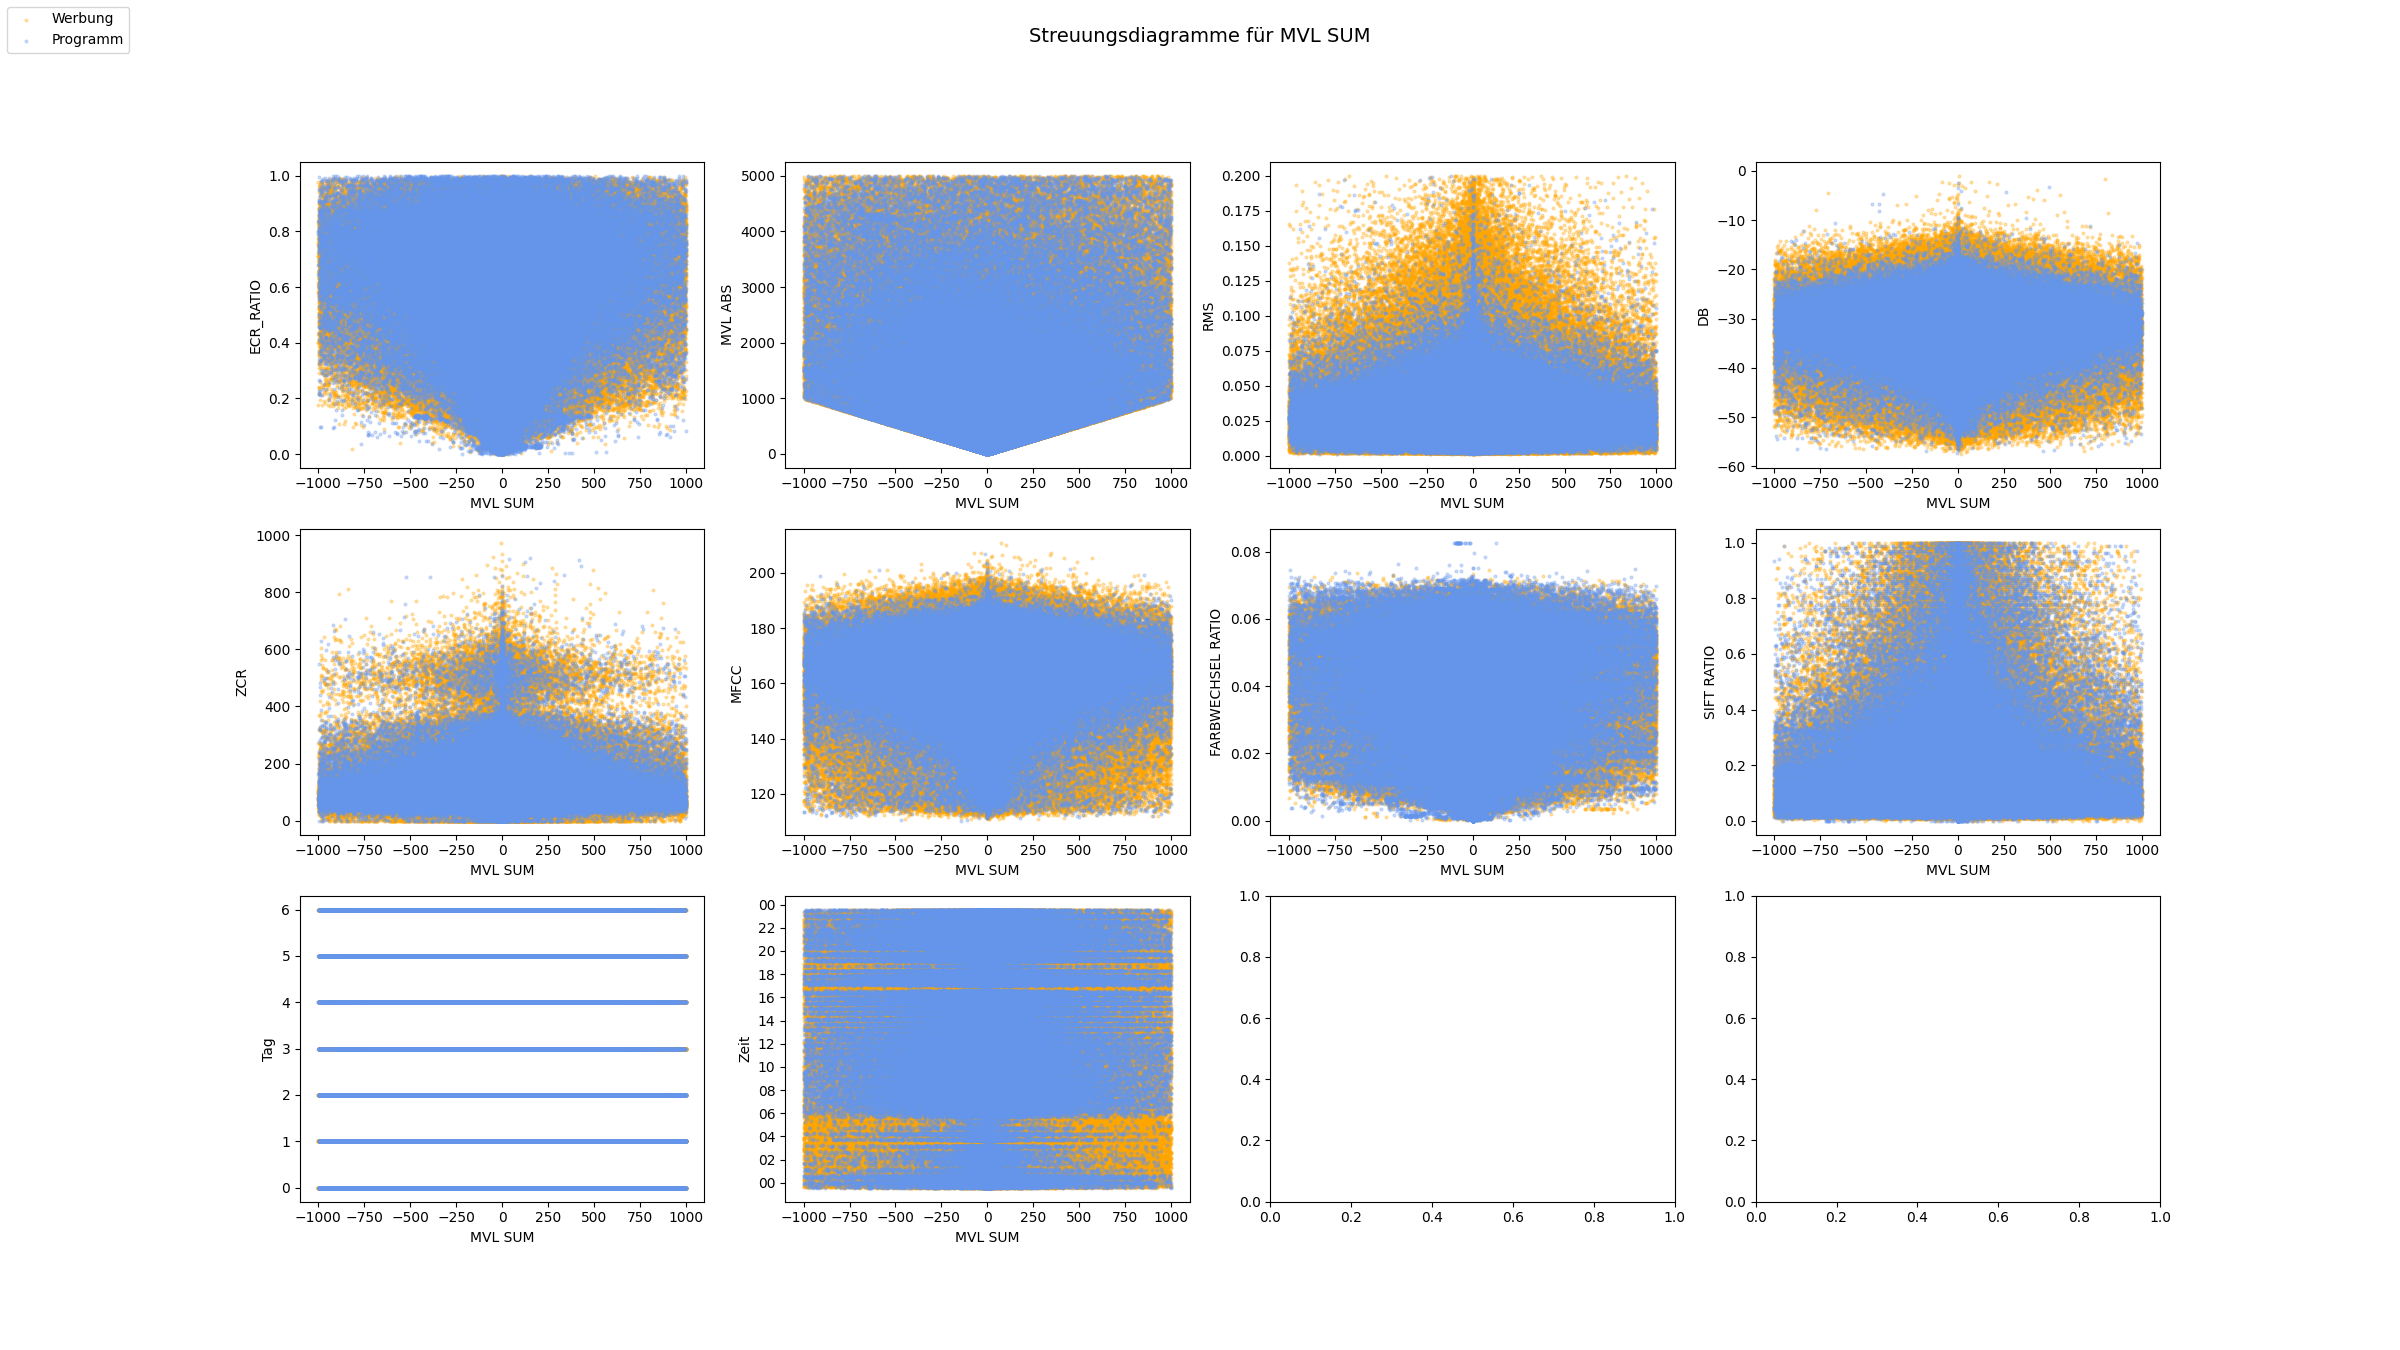 Werbung
Programm
Streuungsdiagramme für MVL SUM
1.0
0.8
0.6
0.4
0.2
0.0
ECR_RATIO
−1000 −750 −500 −250 0 250 500 750 1000
MVL SUM
5000
4000
3000
2000
1000
0
MVL ABS
−1000 −750 −500 −250 0 250 500 750 1000
MVL SUM
0.200
0.175
0.150
0.125
0.100
0.075
0.050
0.025
0.000
RMS
−1000 −750 −500 −250 0 250 500 750 1000
MVL SUM
0
−10
−20
−30
−40
−50
−60
DB
−1000 −750 −500 −250 0 250 500 750 1000
MVL SUM
1000
800
600
400
200
0
ZCR
−1000 −750 −500 −250 0 250 500 750 1000
MVL SUM
200
180
160
140
120
MFCC
−1000 −750 −500 −250 0 250 500 750 1000
MVL SUM
0.08
0.06
0.04
0.02
0.00
FARBWECHSEL RATIO
−1000 −750 −500 −250 0 250 500 750 1000
MVL SUM
1.0
0.8
0.6
0.4
0.2
0.0
SIFT RATIO
−1000 −750 −500 −250 0 250 500 750 1000
MVL SUM
6
5
4
3
2
1
0
Tag
−1000 −750 −500 −250 0 250 500 750 1000
MVL SUM
00
22
20
18
16
14
12
10
08
06
04
02
00
Zeit
−1000 −750 −500 −250 0 250 500 750 1000
MVL SUM
1.0
0.8
0.6
0.4
0.2
0.0
0.0 0.2 0.4 0.6 0.8 1.0
1.0
0.8
0.6
0.4
0.2
0.0
0.0 0.2 0.4 0.6 0.8 1.0